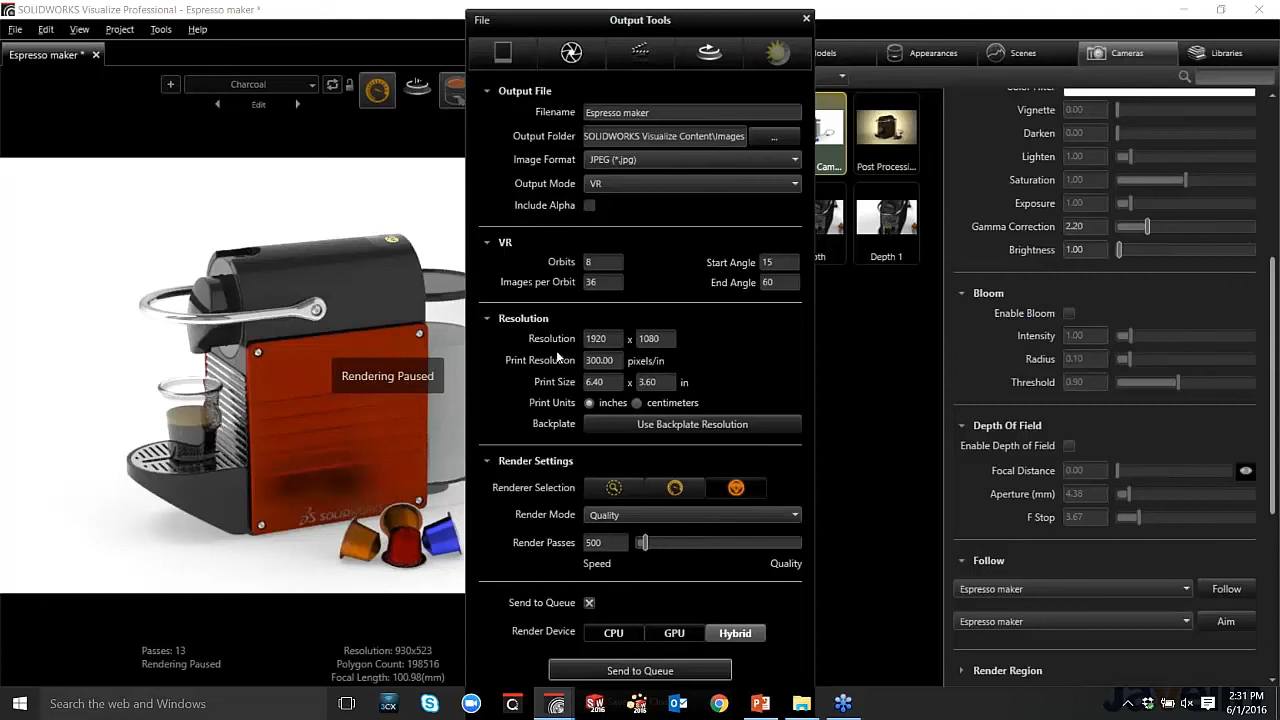 SOLIDWORKS Visualize Professional - Espresso maker *
File Edit View Project Tools Help
Espresso maker *
Charcoal
Edit
Rendering Paused
SOLIDWORKS
Passes: 13
Rendering Paused
Resolution: 930x523
Polygon Count: 198516
Focal Length: 100.98(mm)
File
Output Tools
Output File
Filename Espresso maker
Output Folder SOLIDWORKS Visualize Content\Images ...
Image Format JPEG (*.jpg)
Output Mode VR
Include Alpha
VR
Orbits 8 Start Angle 15
Images per Orbit 36 End Angle 60
Resolution
Resolution 1920 x 1080
Print Resolution 300.00 pixels/in
Print Size 6.40 x 3.60 in
Print Units inches centimeters
Backplate Use Backplate Resolution
Render Settings
Renderer Selection
Render Mode Quality
Render Passes 500
Speed Quality
Send to Queue
Render Device CPU GPU Hybrid
Send to Queue
odels Appearances Scenes Cameras Libraries
Cam... Post Processi...
pth Depth 1
Vignette 0.00
Darken 0.00
Lighten 1.00
Saturation 1.00
Exposure 1.00
Gamma Correction 2.20
Brightness 1.00
Bloom
Enable Bloom
Intensity 1.00
Radius 0.10
Threshold 0.90
Depth Of Field
Enable Depth of Field
Focal Distance 0.00
Aperture (mm) 4.38
F Stop 3.67
Follow
Espresso maker Follow
Espresso maker Aim
Render Region
Search the web and Windows
3CX
2016
2016
2:31 PM
6/1/2016